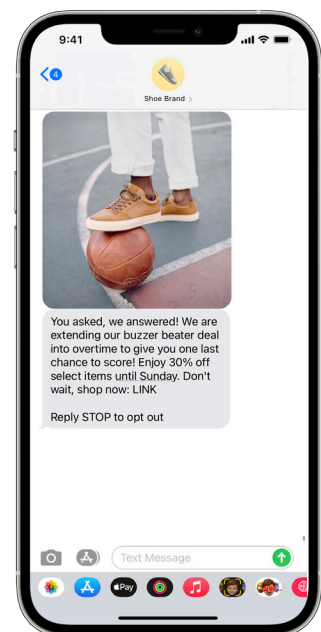 9:41
4
Shoe Brand >
You asked, we answered! We are
extending our buzzer beater deal
into overtime to give you one last
chance to score! Enjoy 30% off
select items until Sunday. Don't
wait, shop now: LINK
Reply STOP to opt out
Text Message
Pay